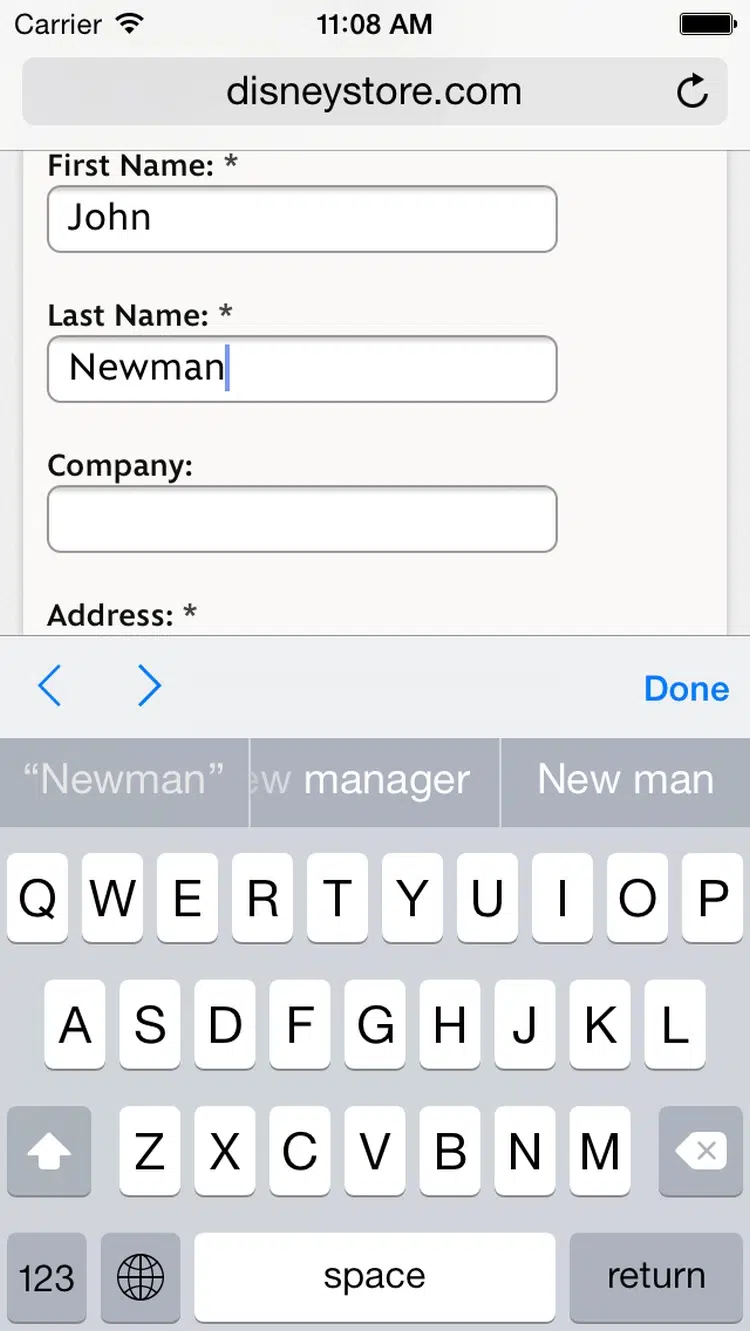 Carrier 11:08 AM
disneystore.com
First Name: *
John
Last Name: *
Newman
Company:
Address: *
Done
“Newman” ew manager New man
Q W E R T Y U I O P
A S D F G H J K L
Z X C V B N M
123 space return